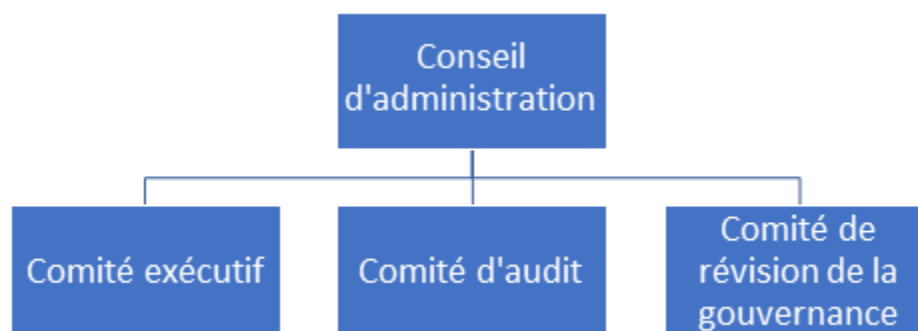 Conseil
d'administration
Comité exécutif
Comité d'audit
Comité de
révision de la
gouvernance